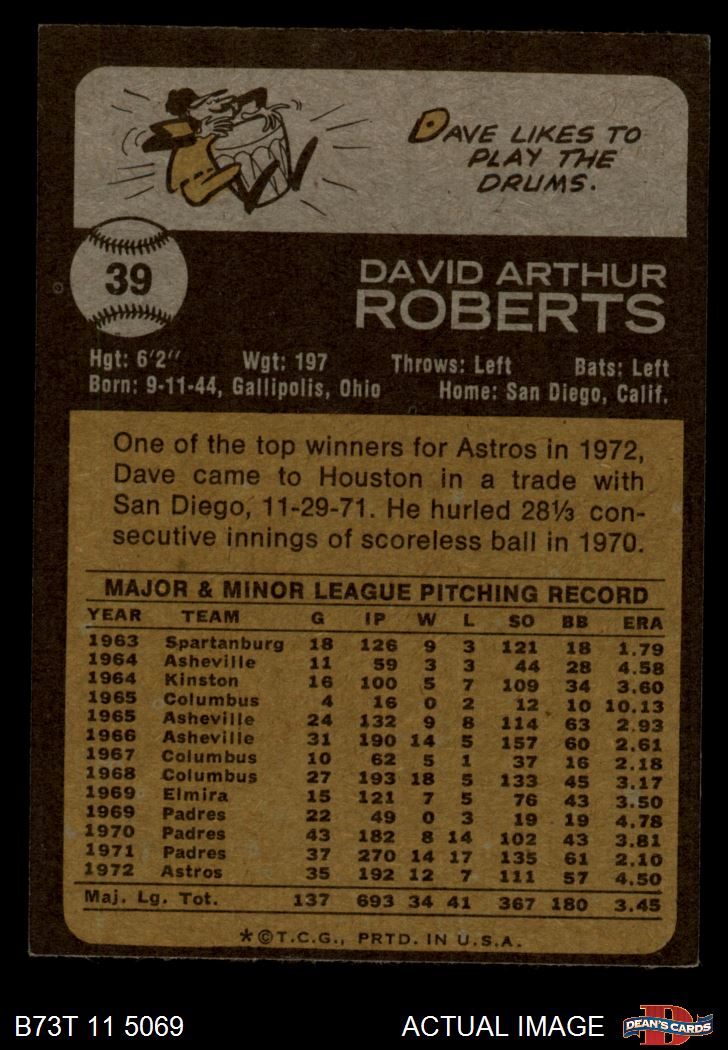 DAVE LIKES TO
PLAY THE
DRUMS.
39
DAVID ARTHUR
ROBERTS
Hgt: 6'2" Wgt: 197 Throws: Left Bats: Left
Born: 9-11-44, Gallipolis, Ohio Home: San Diego, Calif.
One of the top winners for Astros in 1972,
Dave came to Houston in a trade with
San Diego, 11-29-71. He hurled 28⅓ con-
secutive innings of scoreless ball in 1970.
MAJOR & MINOR LEAGUE PITCHING RECORD
YEAR TEAM G IP W L SO BB ERA
1963 Spartanburg 18 126 9 3 121 18 1.79
1964 Asheville 11 59 3 3 44 28 4.58
1964 Kinston 16 100 5 7 109 34 3.60
1965 Columbus 4 16 0 2 12 10 10.13
1965 Asheville 24 132 9 8 114 63 2.93
1966 Asheville 31 190 14 5 157 60 2.61
1967 Columbus 10 62 5 1 37 16 2.18
1968 Columbus 27 193 18 5 133 45 3.17
1969 Elmira 15 121 7 5 76 43 3.50
1969 Padres 22 49 0 3 19 19 4.78
1970 Padres 43 182 8 14 102 43 3.81
1971 Padres 37 270 14 17 135 61 2.10
1972 Astros 35 192 12 7 111 57 4.50
Maj. Lg. Tot. 137 693 34 41 367 180 3.45
*©T.C.G., PRTD. IN U.S.A.
B73T 11 5069 ACTUAL IMAGE D DEAN'S CARDS